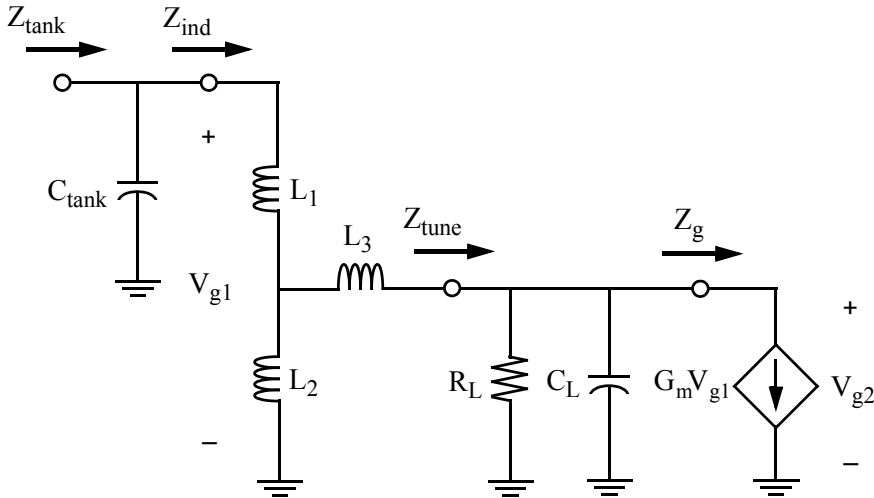 Z_tank
Z_ind
+
C_tank
L_1
L_3
Z_tune
Z_g
V_g1
+
L_2
R_L
C_L
G_mV_g1
V_g2
–
–